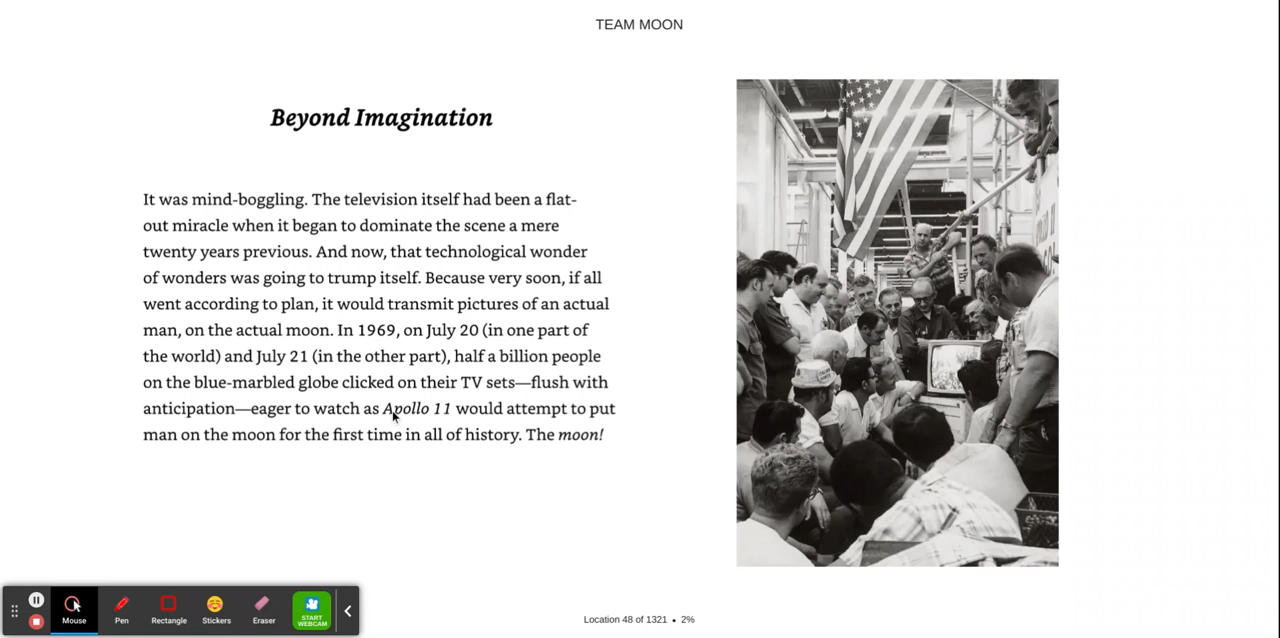 TEAM MOON
Beyond Imagination
It was mind-boggling. The television itself had been a flat-
out miracle when it began to dominate the scene a mere
twenty years previous. And now, that technological wonder
of wonders was going to trump itself. Because very soon, if all
went according to plan, it would transmit pictures of an actual
man, on the actual moon. In 1969, on July 20 (in one part of
the world) and July 21 (in the other part), half a billion people
on the blue-marbled globe clicked on their TV sets—flush with
anticipation—eager to watch as Apollo 11 would attempt to put
man on the moon for the first time in all of history. The moon!
Mouse
Pen
Rectangle
Stickers
Eraser
START
WEBCAM
Location 48 of 1321 • 2%